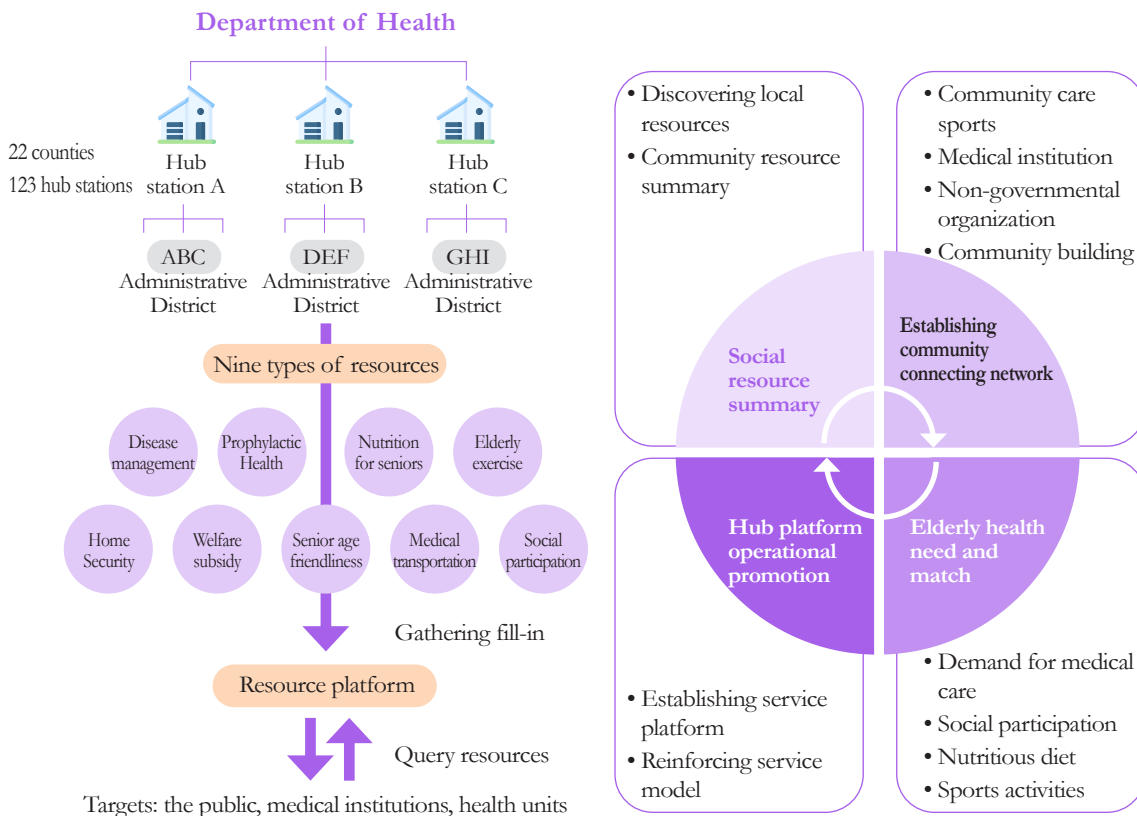 Department of Health
22 counties
123 hub stations
Hub
station A
Hub
station B
Hub
station C
ABC
Administrative
District
DEF
Administrative
District
GHI
Administrative
District
Nine types of resources
Disease
management
Prophylactic
Health
Nutrition
for seniors
Elderly
exercise
Home
Security
Welfare
subsidy
Senior age
friendliness
Medical
transportation
Social
participation
Gathering fill-in
Resource platform
Query resources
Targets: the public, medical institutions, health units
• Discovering local
resources
• Community resource
summary
• Community care
sports
• Medical institution
• Non-governmental
organization
• Community building
Social
resource
summary
Establishing
community
connecting network
Hub platform
operational
promotion
Elderly health
need and
match
• Establishing service
platform
• Reinforcing service
model
• Demand for medical
care
• Social participation
• Nutritious diet
• Sports activities